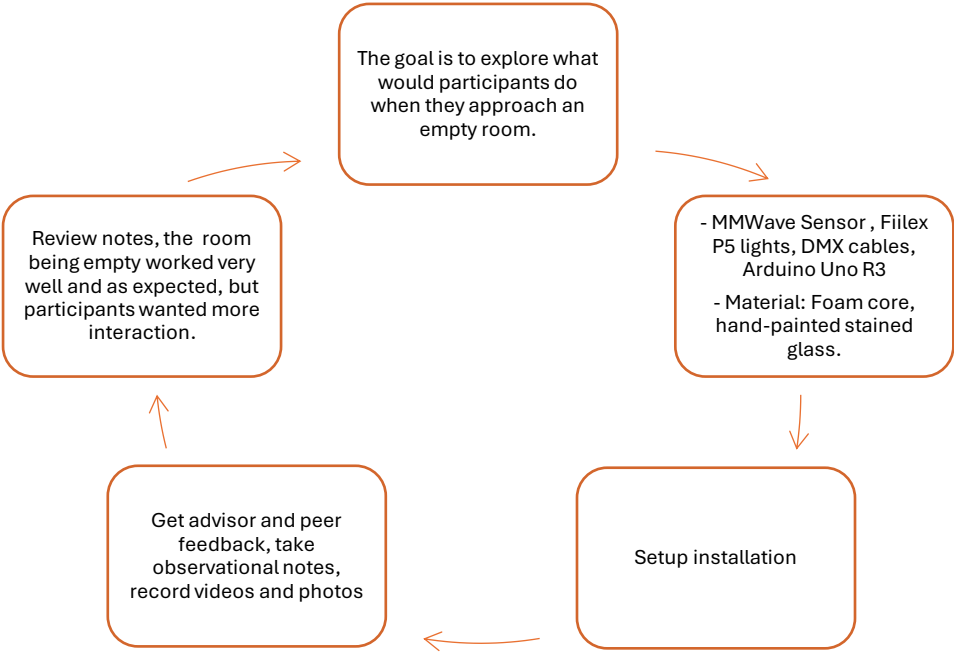 The goal is to explore what
would participants do
when they approach an
empty room.
- MMWave Sensor , Fiilex
P5 lights, DMX cables,
Arduino Uno R3
- Material: Foam core,
hand-painted stained
glass.
Setup installation
Get advisor and peer
feedback, take
observational notes,
record videos and photos
Review notes, the  room
being empty worked very
well and as expected, but
participants wanted more
interaction.